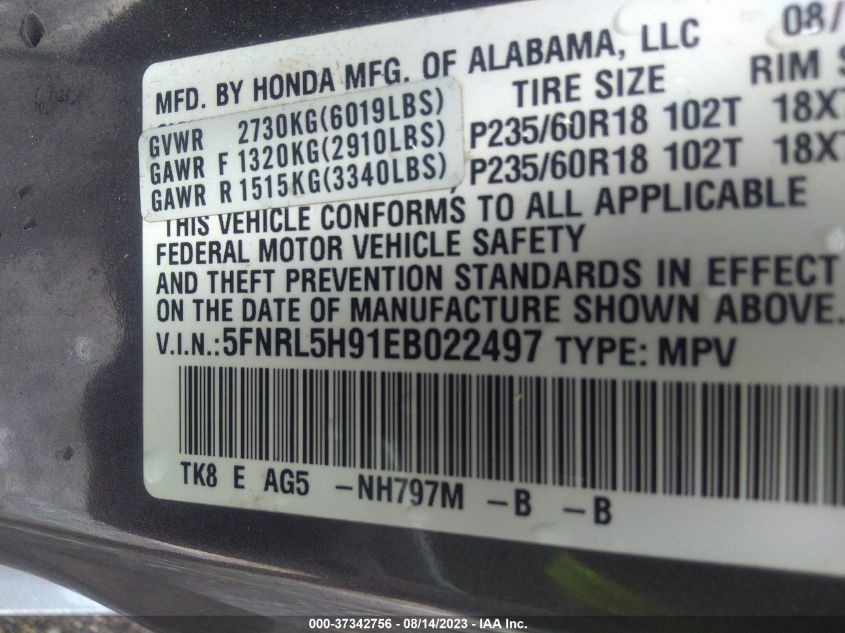 08/
MFD. BY HONDA MFG. OF ALABAMA, LLC
TIRE SIZE RIM S
GVWR 2730KG(6019LBS)
GAWR F 1320KG(2910LBS) P235/60R18 102T 18X7
GAWR R 1515KG(3340LBS) P235/60R18 102T 18X7
THIS VEHICLE CONFORMS TO ALL APPLICABLE
FEDERAL MOTOR VEHICLE SAFETY
AND THEFT PREVENTION STANDARDS IN EFFECT
ON THE DATE OF MANUFACTURE SHOWN ABOVE.
V.I.N.:5FNRL5H91EB022497 TYPE: MPV
TK8 E AG5 -NH797M -B -B
000-37342756 - 08/14/2023 - IAA Inc.